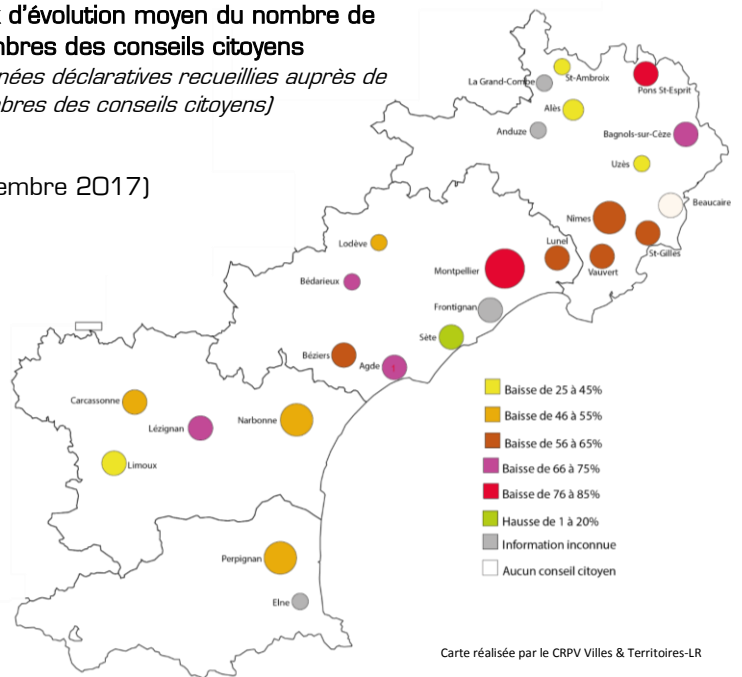 d'évolution moyen du nombre de
bres des conseils citoyens
nées déclaratives recueillies auprès de
bres des conseils citoyens)
embre 2017)
St-Ambroix
La Grand-Combe
Pons St-Esprit
Alès
Anduze
Bagnols-sur-Cèze
Uzès
Beaucaire
Nîmes
St-Gilles
Lunel
Vauvert
Lodève
Montpellier
Bédarieux
Frontignan
Sète
Béziers
Agde
Carcassonne
Lézignan
Narbonne
Limoux
Perpignan
Elne
Baisse de 25 à 45%
Baisse de 46 à 55%
Baisse de 56 à 65%
Baisse de 66 à 75%
Baisse de 76 à 85%
Hausse de 1 à 20%
Information inconnue
Aucun conseil citoyen
Carte réalisée par le CRPV Villes & Territoires-LR